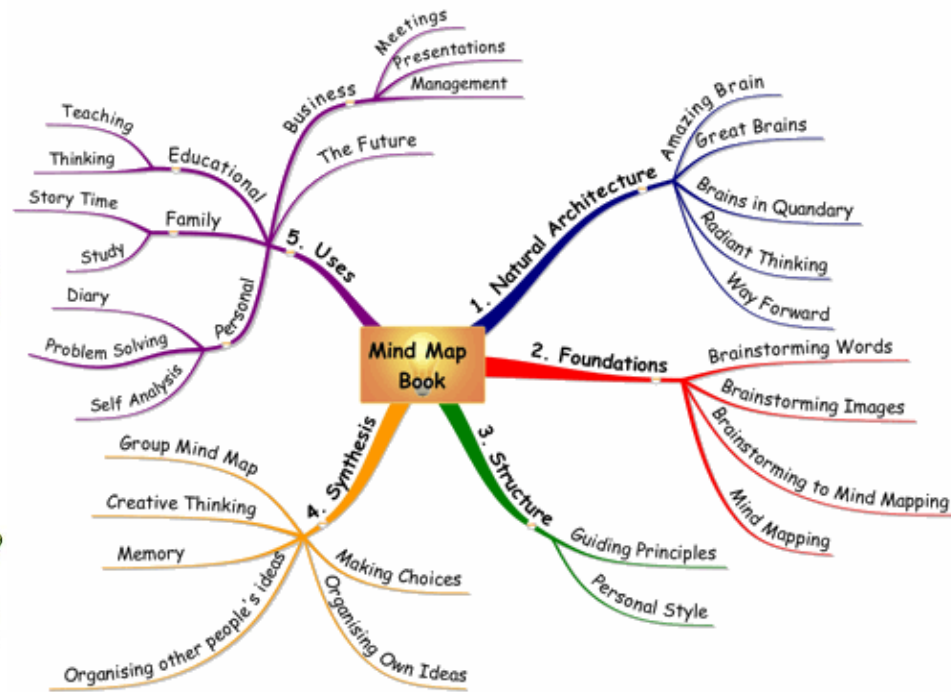 Mind Map
Book
1. Natural Architecture
Amazing Brain
Great Brains
Brains in Quandary
Radiant Thinking
Way Forward
2. Foundations
Brainstorming Words
Brainstorming Images
Brainstorming to Mind Mapping
Mind Mapping
3. Structure
Guiding Principles
Personal Style
4. Synthesis
Making Choices
Organising Own Ideas
Organising other people's ideas
Memory
Creative Thinking
Group Mind Map
5. Uses
Personal
Self Analysis
Problem Solving
Diary
Family
Study
Story Time
Educational
Thinking
Teaching
Business
Meetings
Presentations
Management
The Future